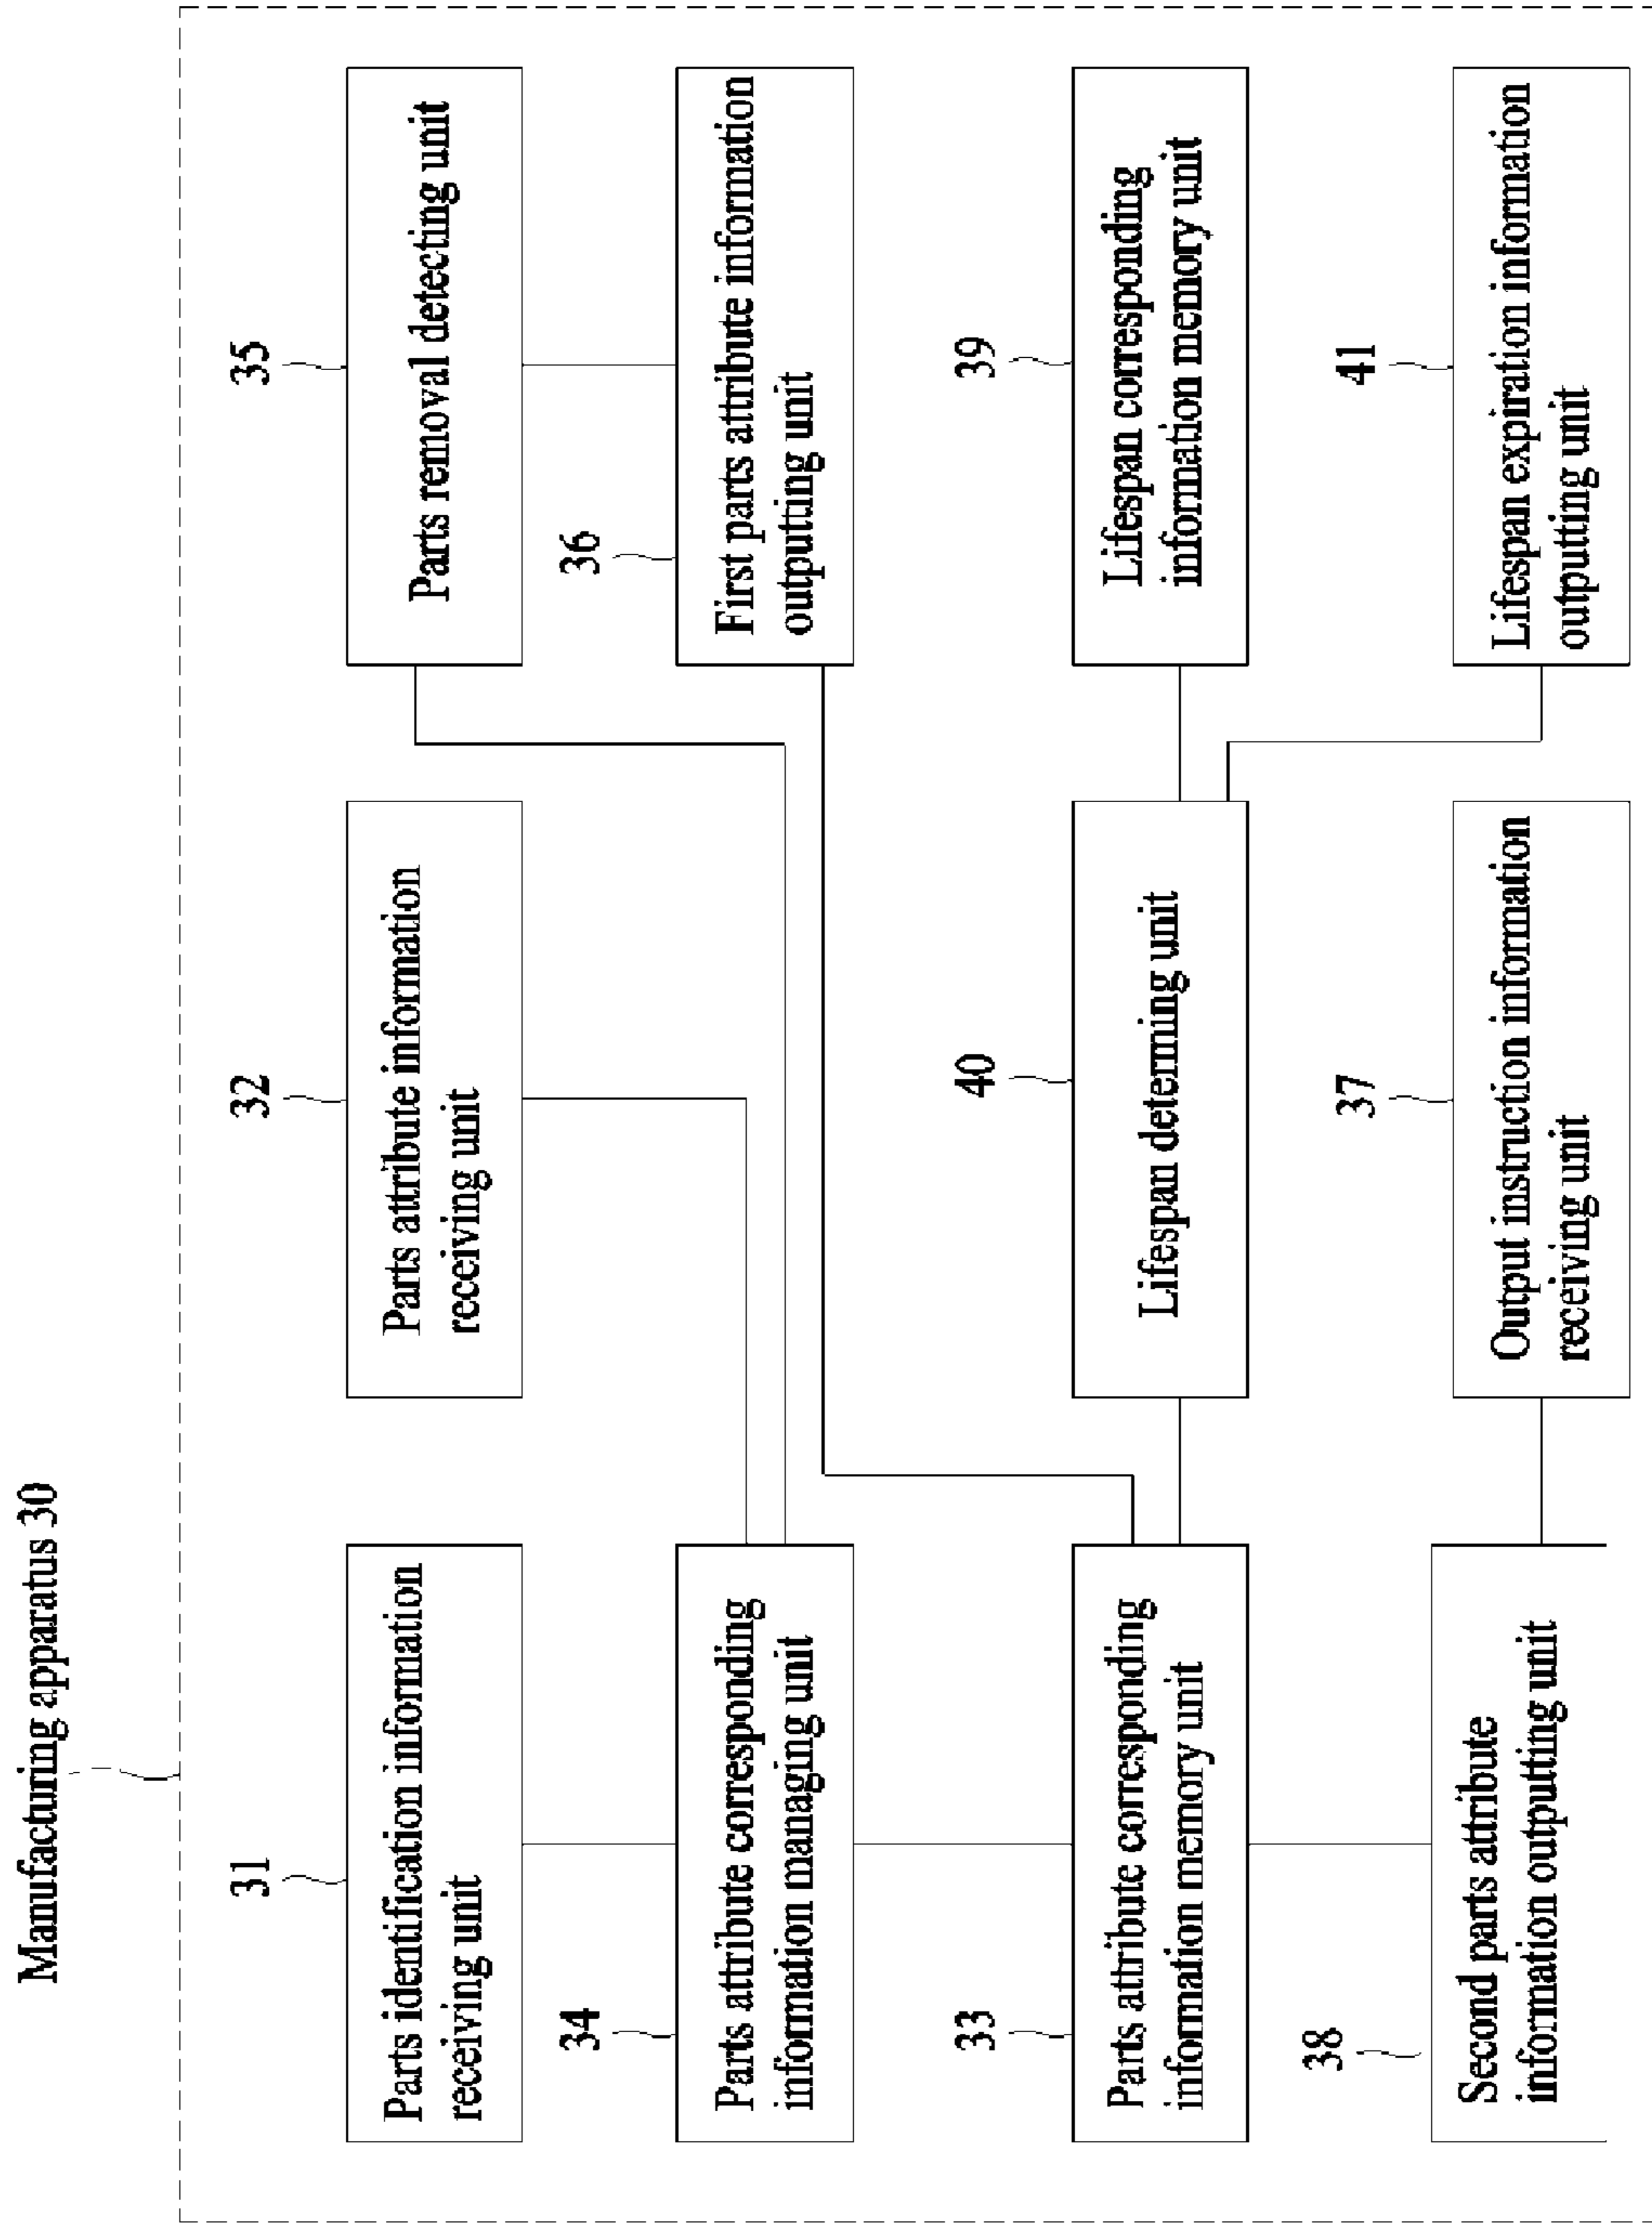 Manufacturing apparatus 30
31
Parts identification information
receiving unit
32
Parts attribute information
receiving unit
35
Parts removal detecting unit
34
Parts attribute corresponding
information managing unit
36
First parts attribute information
outputing unit
33
Parts attribute corresponding
information memory unit
40
Lifespan determining unit
39
Lifespan corresponding
information memory unit
38
Second parts attribute
information outputing unit
37
Output instruction information
receiving unit
41
Lifespan expiration information
outputting unit